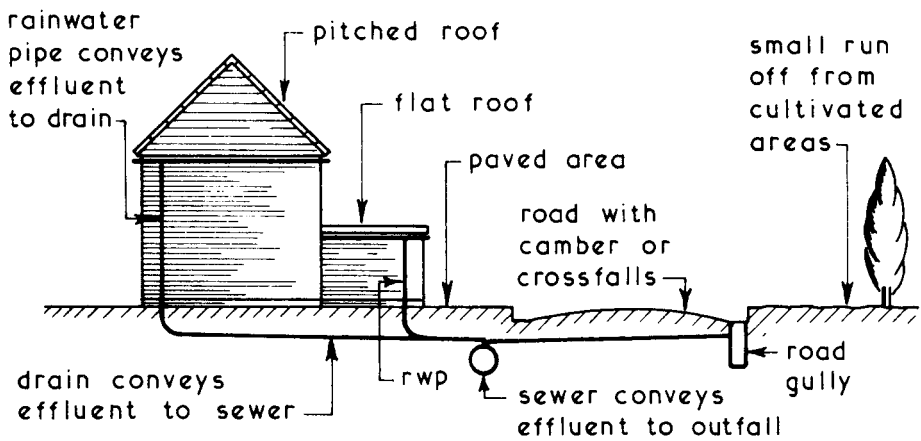 rainwater
pipe conveys
effluent
to drain
pitched roof
flat roof
paved area
small run
off from
cultivated
areas
road with
camber or
crossfalls
drain conveys
effluent to sewer
rwp
sewer conveys
effluent to outfall
road
gully